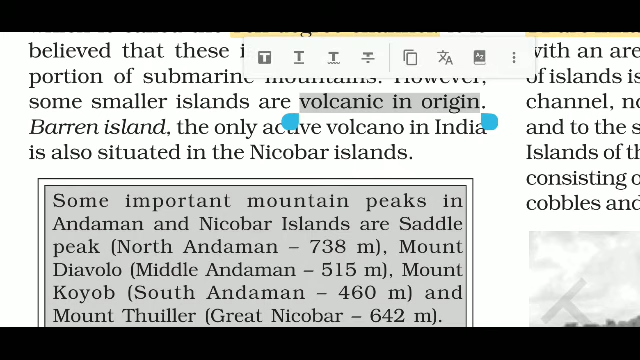 believed that these i
portion of submarine mountains. However,
some smaller islands are volcanic in origin.
Barren island, the only active volcano in India
is also situated in the Nicobar islands.
Some important mountain peaks in
Andaman and Nicobar Islands are Saddle
peak (North Andaman – 738 m), Mount
Diavolo (Middle Andaman – 515 m), Mount
Koyob (South Andaman – 460 m) and
Mount Thuiller (Great Nicobar – 642 m).
with an are
of islands is
channel, no
and to the s
Islands of th
consisting o
cobbles and